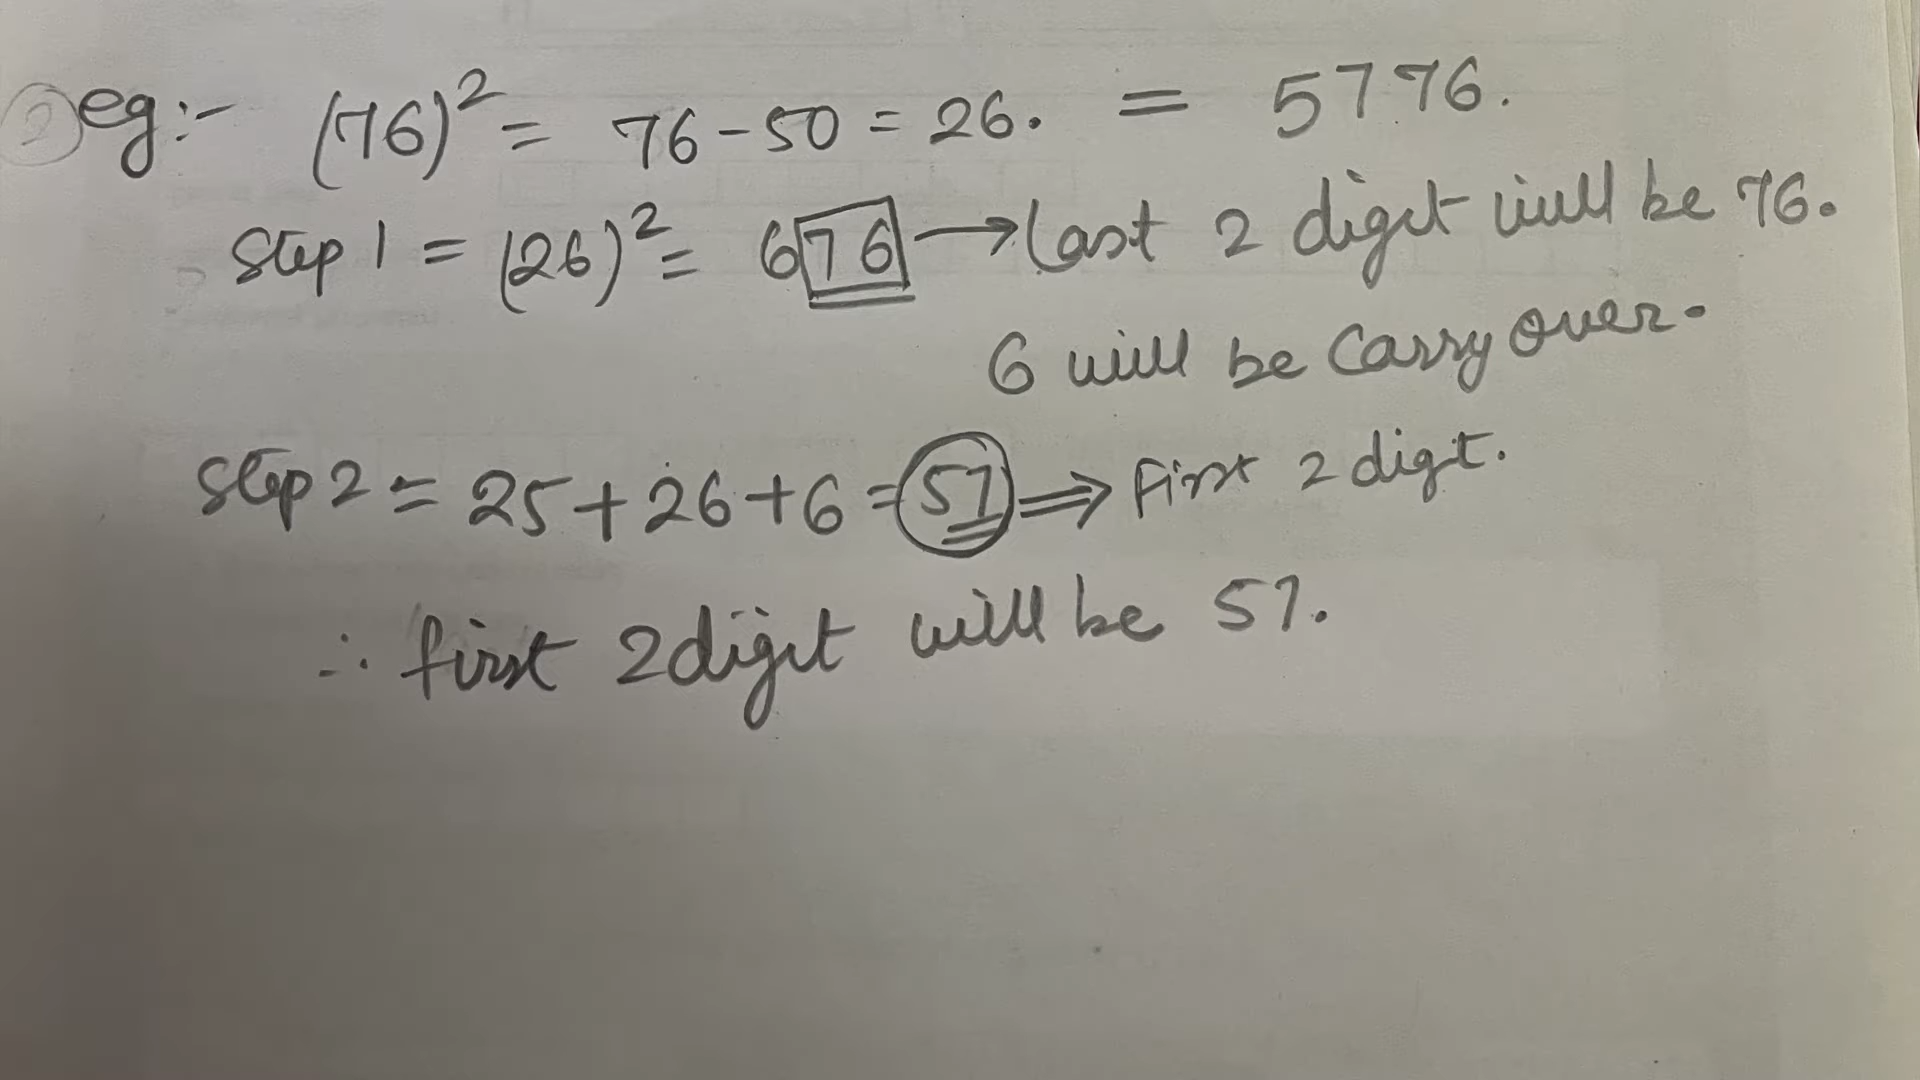 ② eg:- (76)² = 76-50 = 26. = 5776.
Step 1 = (26)² = 676 → Last 2 digit will be 76.
6 will be Carry Over.
Step 2 = 25+26+6 = 57 ⇒ First 2 digit.
∴ first 2 digit will be 57.